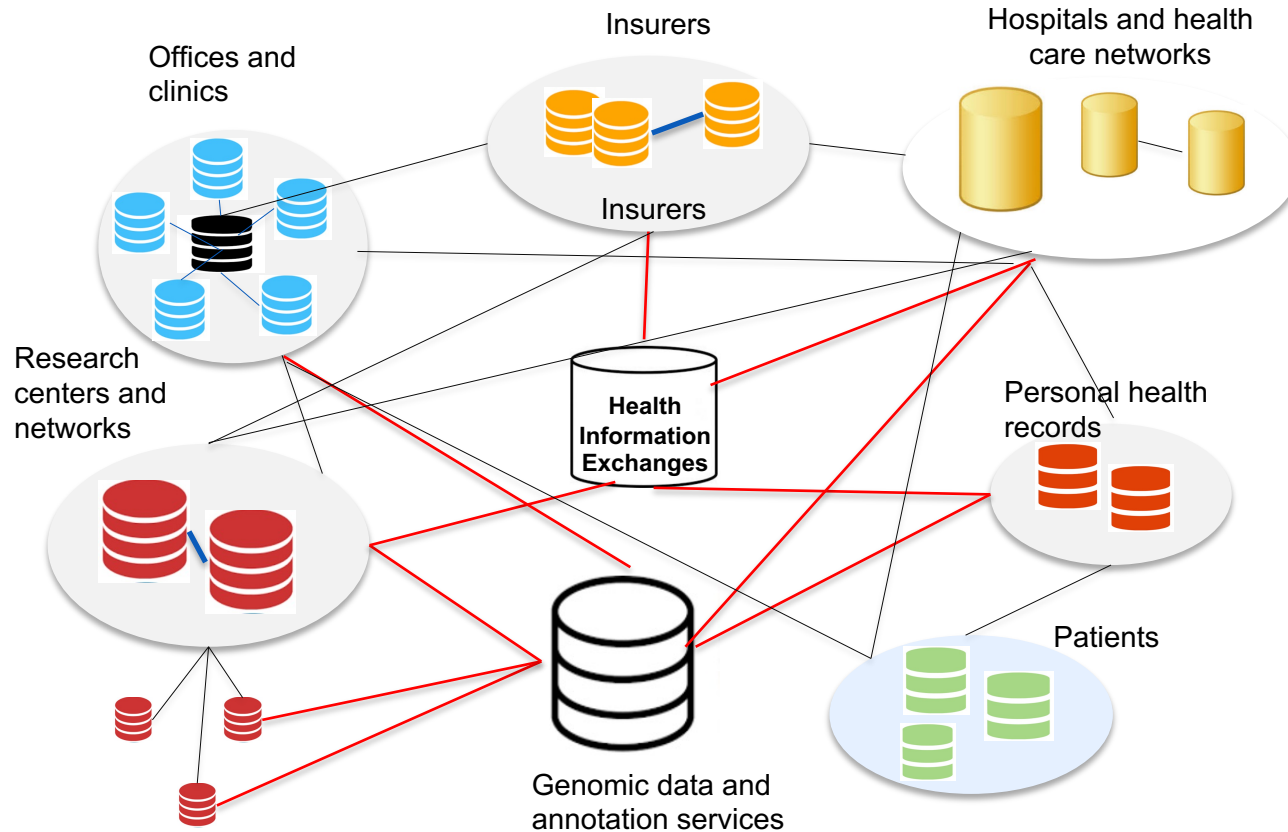 Insurers
Hospitals and health
care networks
Offices and
clinics
Insurers
Research
centers and
networks
Health
Information
Exchanges
Personal health
records
Patients
Genomic data and
annotation services